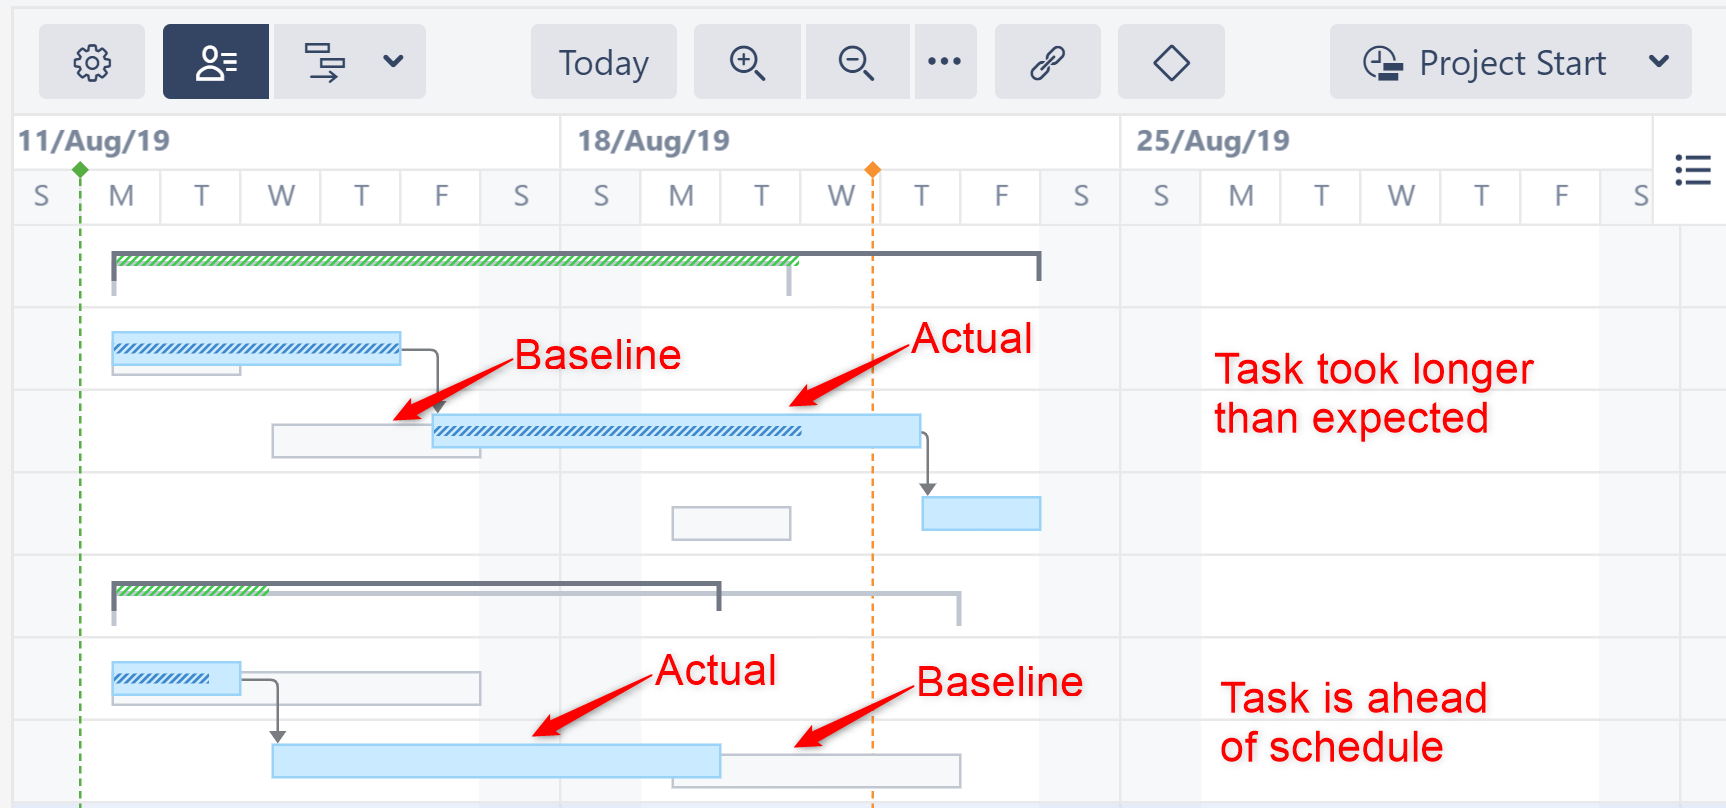 Today
Project Start
11/Aug/19 18/Aug/19 25/Aug/19
S M T W T F S S M T W T F S S M T W T F S
Baseline
Actual
Task took longer
than expected
Actual
Baseline
Task is ahead
of schedule